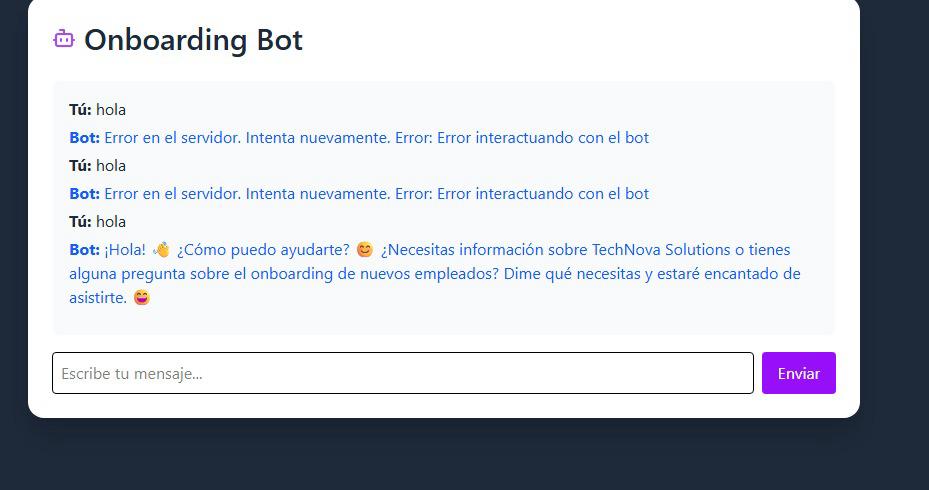 Onboarding Bot
Tú: hola
Bot: Error en el servidor. Intenta nuevamente. Error: Error interactuando con el bot
Tú: hola
Bot: Error en el servidor. Intenta nuevamente. Error: Error interactuando con el bot
Tú: hola
Bot: ¡Hola! 👋 ¿Cómo puedo ayudarte? 😊 ¿Necesitas información sobre TechNova Solutions o tienes
alguna pregunta sobre el onboarding de nuevos empleados? Dime qué necesitas y estaré encantado de
asistirte. 😄
Escribe tu mensaje...
Enviar